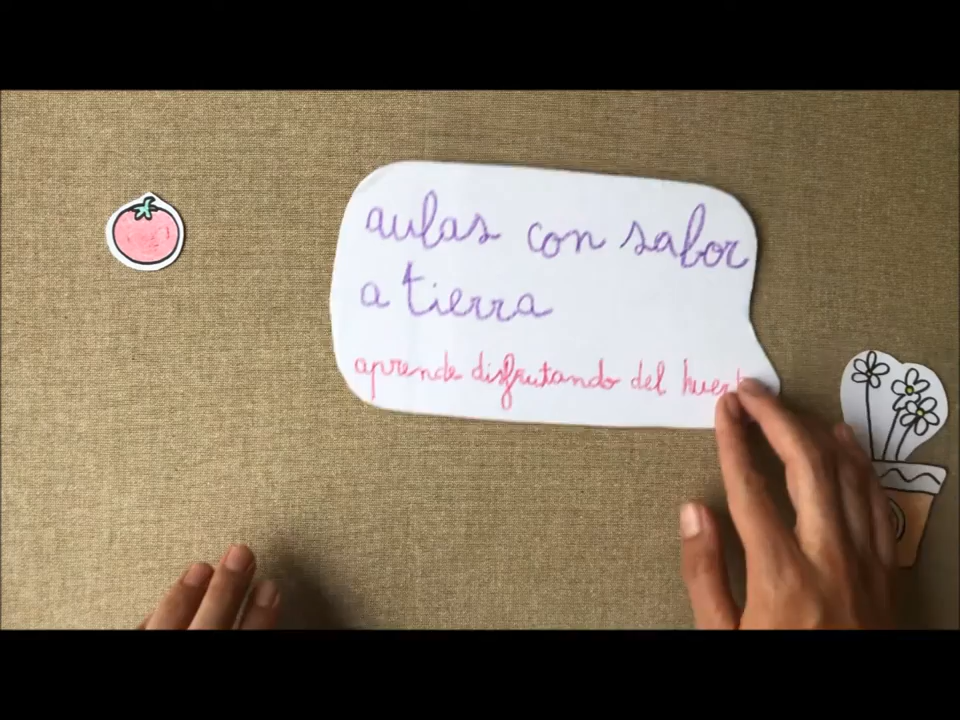 aulas con sabor
a tierra
aprende disfrutando del